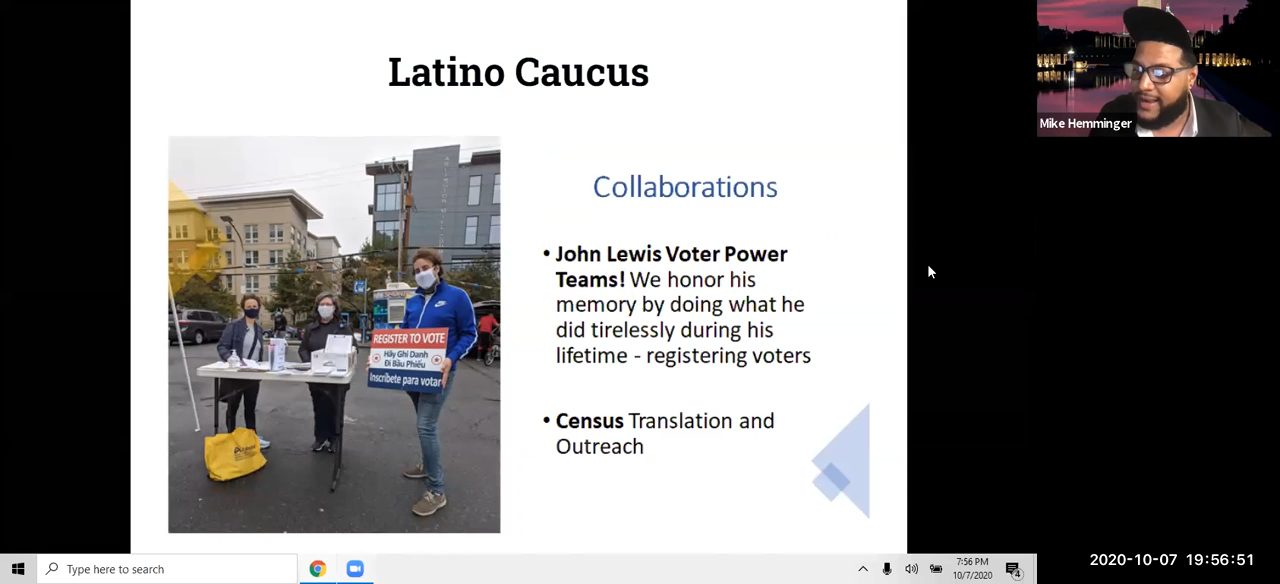 Latino Caucus
Mike Hemminger
Collaborations
• John Lewis Voter Power
Teams! We honor his
memory by doing what he
did tirelessly during his
lifetime - registering voters
• Census Translation and
Outreach
REGISTER TO VOTE
Hãy Ghi Danh
Đi Bầu Phiếu
Inscríbete para votar
Type here to search
7:56 PM
10/7/2020
4
2020-10-07 19:56:51